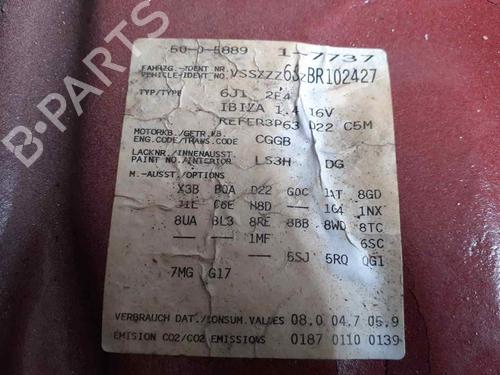 50-0-5889 1-7737
FAHRZG.-IDENT-NR.
VEHICLE-IDENT-NO. VSSZZZ6JZBR102427
TYP/TYPE 6J1 2F4
IBIZA 1.4 16V
REFER3P63 D22 C5M
MOTORKB./GETR.KB.
ENG.CODE/TRANS.CODE CGGB
LACKNR./INNENAUSST.
PAINT NO./INTERIOR LS3H DG
M.-AUSST./OPTIONS
X3B D22 G0C 8GD
C6E N8D -- 1G4 1NX
8UA 8L3 8RE 8BB 8WD 8TC
-- -- 1MF 6SC
-- -- 5SJ 5RQ QG1
7MG G17
VERBRAUCH DAT./CONSUM.VALUES 08.0 04.7 05.9
EMISION CO2/CO2 EMISSIONS 0187 0110 0139